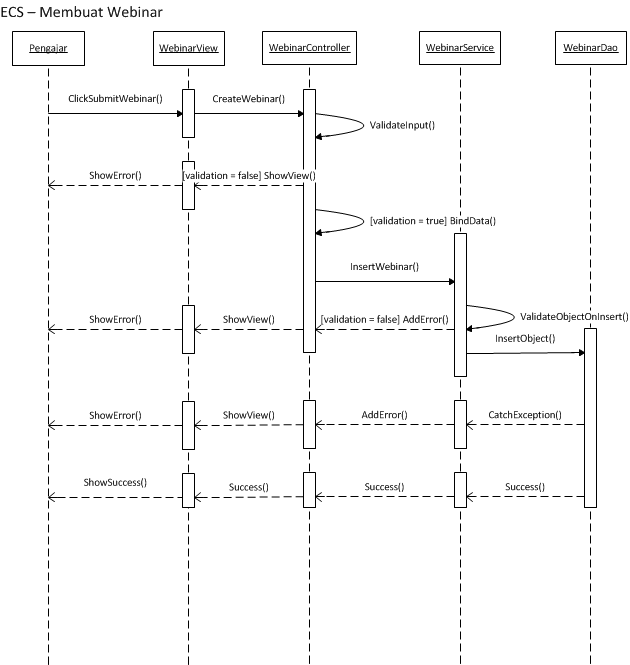 ECS – Membuat Webinar
Pengajar
WebinarView
WebinarController
WebinarService
WebinarDao
ClickSubmitWebinar()
CreateWebinar()
ValidateInput()
ShowError()
[validation = false] ShowView()
[validation = true] BindData()
InsertWebinar()
ShowError()
ShowView()
[validation = false] AddError()
ValidateObjectOnInsert()
InsertObject()
ShowError()
ShowView()
AddError()
CatchException()
ShowSuccess()
Success()
Success()
Success()